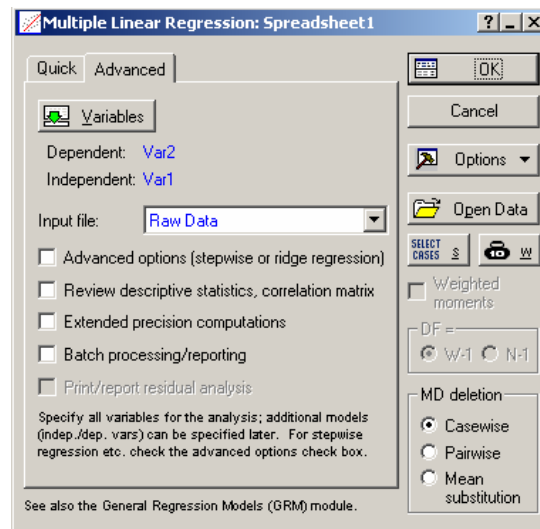 Multiple Linear Regression: Spreadsheet1
Quick Advanced
Variables
Dependent: Var2
Independent: Var1
Input file: Raw Data
Advanced options (stepwise or ridge regression)
Review descriptive statistics, correlation matrix
Extended precision computations
Batch processing/reporting
Print/report residual analysis
Specify all variables for the analysis; additional models
(indep./dep. vars) can be specified later. For stepwise
regression etc. check the advanced options check box.
See also the General Regression Models (GRM) module.
OK
Cancel
Options
Open Data
SELECT
CASES S W
Weighted
moments
DF =
W-1 N-1
MD deletion
Casewise
Pairwise
Mean
substitution